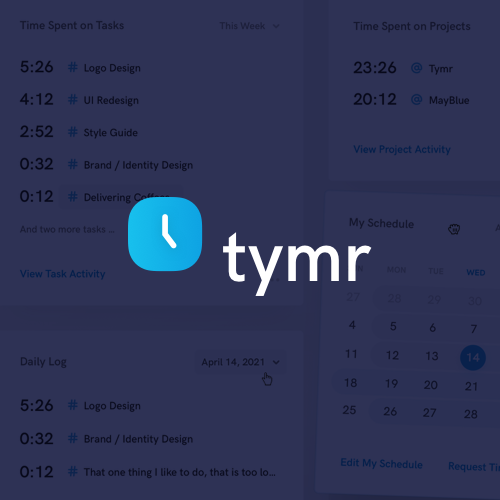 Time Spent on Tasks
This Week
5:26 # Logo Design
4:12 # UI Redesign
2:52 # Style Guide
0:32 # Brand / Identity Design
0:12 # Delivering
And two more tasks ...
View Task Activity
Time Spent on Projects
23:26 @ Tymr
20:12 @ MayBlue
View Project Activity
tymr
My Schedule
MON TUE WED
27 28 29 30
4 5 6 7
11 12 13 14
18 19 20 21
25 26 27 28
Edit My Schedule
Request
Daily Log
April 14, 2021
5:26 # Logo Design
0:32 # Brand / Identity Design
0:12 # That one thing I like to do, that is too lo...